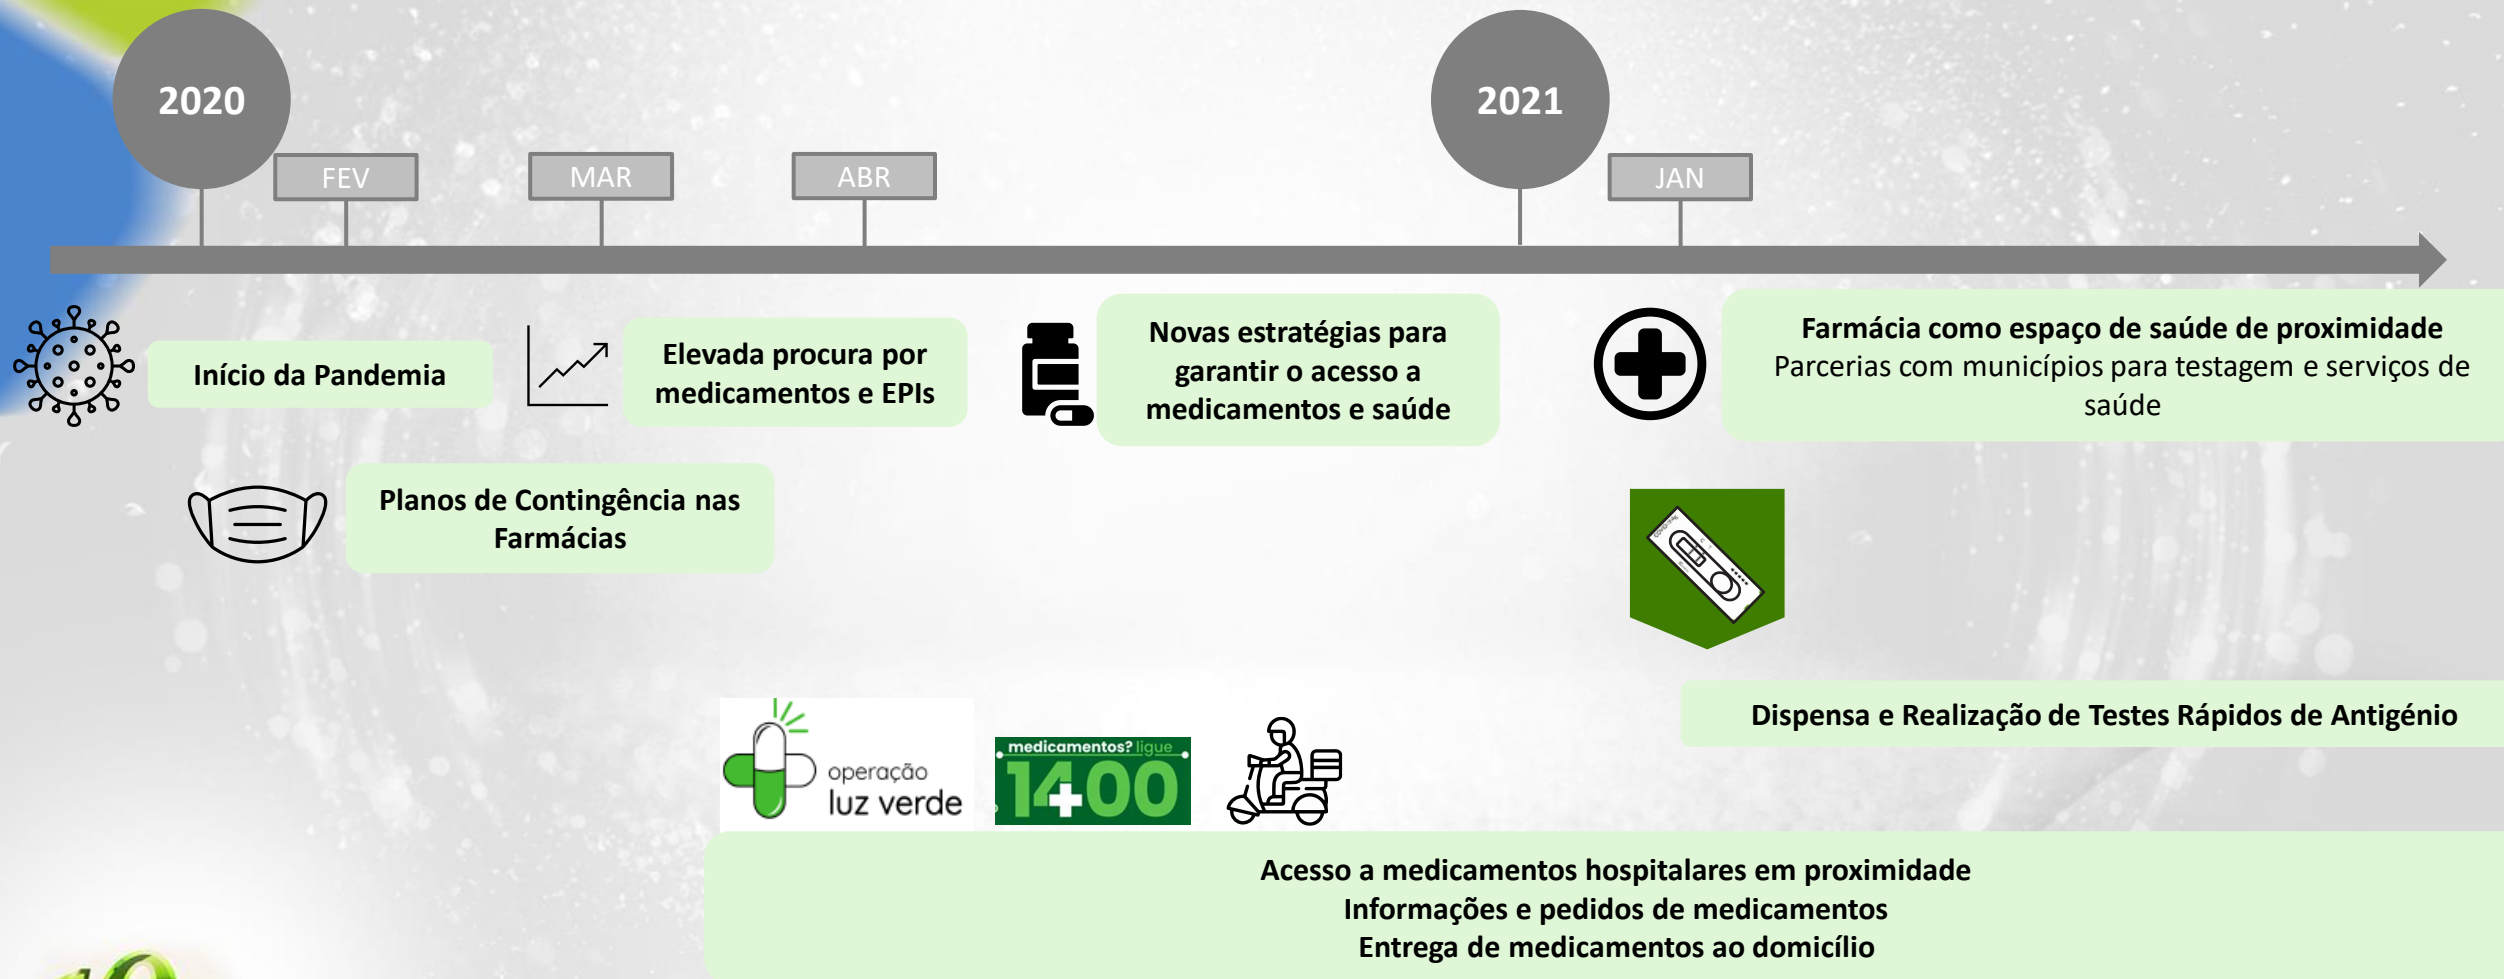 2020
2021
FEV
MAR
ABR
JAN
Início da Pandemia
Elevada procura por
medicamentos e EPIs
Novas estratégias para
garantir o acesso a
medicamentos e saúde
Farmácia como espaço de saúde de proximidade
Parcerias com municípios para testagem e serviços de
saúde
Planos de Contingência nas
Farmácias
Dispensa e Realização de Testes Rápidos de Antigénio
operação
luz verde
medicamentos? ligue
1400
Acesso a medicamentos hospitalares em proximidade
Informações e pedidos de medicamentos
Entrega de medicamentos ao domicílio